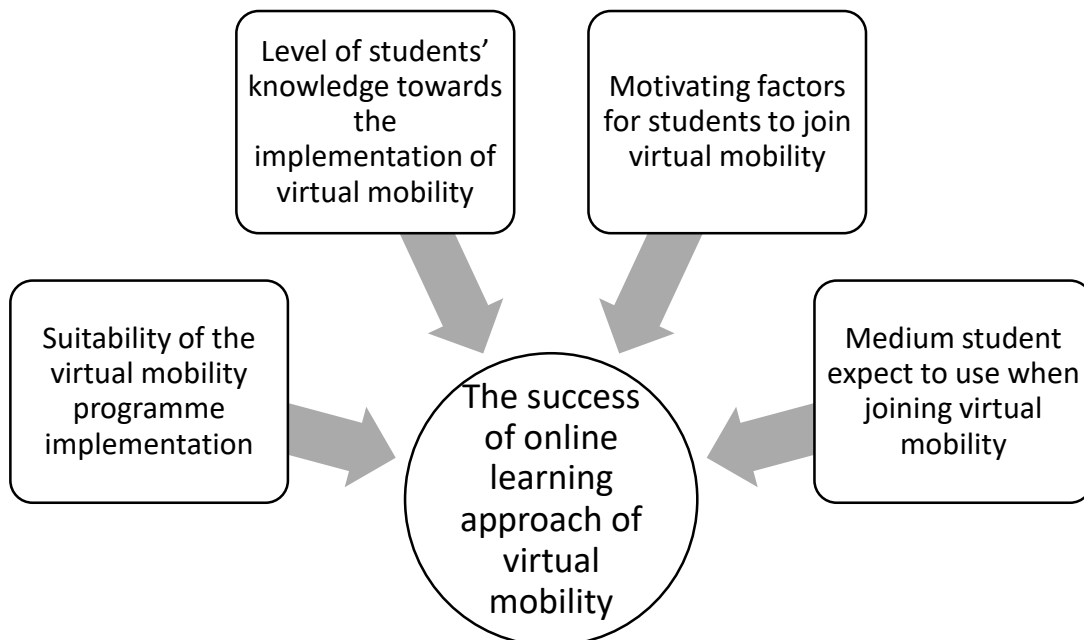 Level of students’
knowledge towards
the
implementation of
virtual mobility
Motivating factors
for students to join
virtual mobility
Suitability of the
virtual mobility
programme
implementation
Medium student
expect to use when
joining virtual
mobility
The success
of online
learning
approach of
virtual
mobility